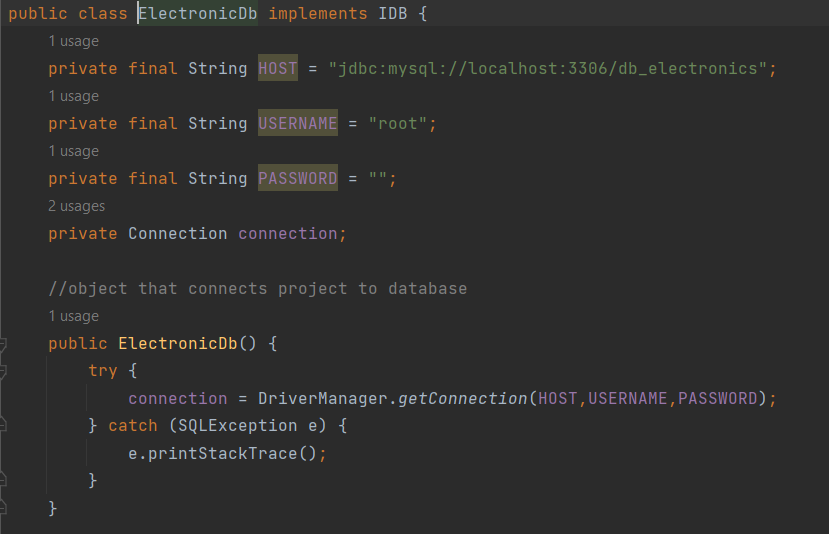 public class ElectronicDb implements IDB {
1 usage
private final String HOST = "jdbc:mysql://localhost:3306/db_electronics";
1 usage
private final String USERNAME = "root";
1 usage
private final String PASSWORD = "";
2 usages
private Connection connection;
//object that connects project to database
1 usage
public ElectronicDb() {
try {
connection = DriverManager.getConnection(HOST,USERNAME,PASSWORD);
} catch (SQLException e) {
e.printStackTrace();
}
}